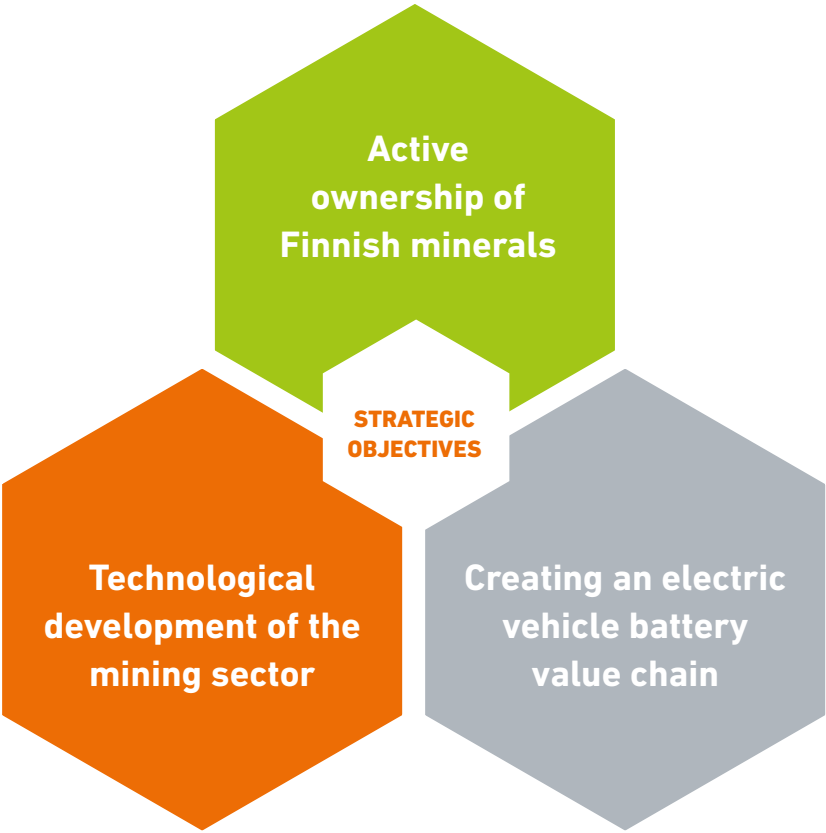 Active
ownership of
Finnish minerals
STRATEGIC
OBJECTIVES
Technological
development of the
mining sector
Creating an electric
vehicle battery
value chain